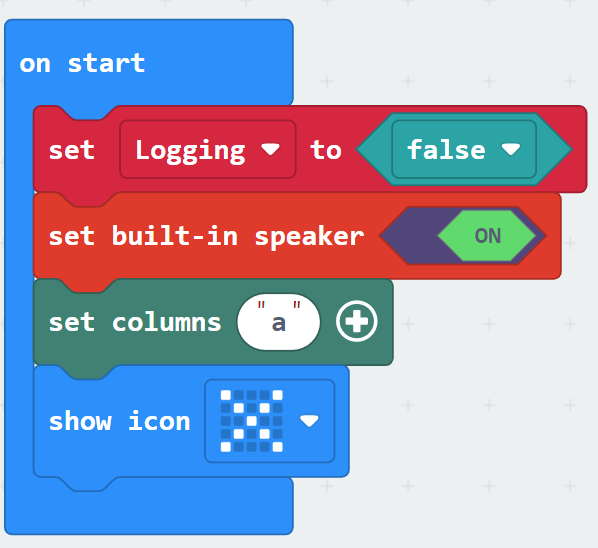 on start
set Logging to false
set built-in speaker ON
set columns "a"
show icon